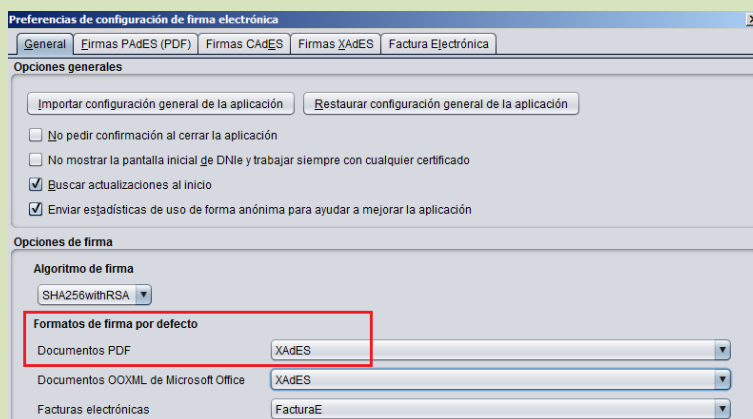 Preferencias de configuración de firma electrónica
General Firmas PAdES (PDF) Firmas CAdES Firmas XAdES Factura Electrónica
Opciones generales
Importar configuración general de la aplicación Restaurar configuración general de la aplicación
No pedir confirmación al cerrar la aplicación
No mostrar la pantalla inicial de DNIe y trabajar siempre con cualquier certificado
Buscar actualizaciones al inicio
Enviar estadísticas de uso de forma anónima para ayudar a mejorar la aplicación
Opciones de firma
Algoritmo de firma
SHA256withRSA
Formatos de firma por defecto
Documentos PDF XAdES
Documentos OOXML de Microsoft Office XAdES
Facturas electrónicas FacturaE